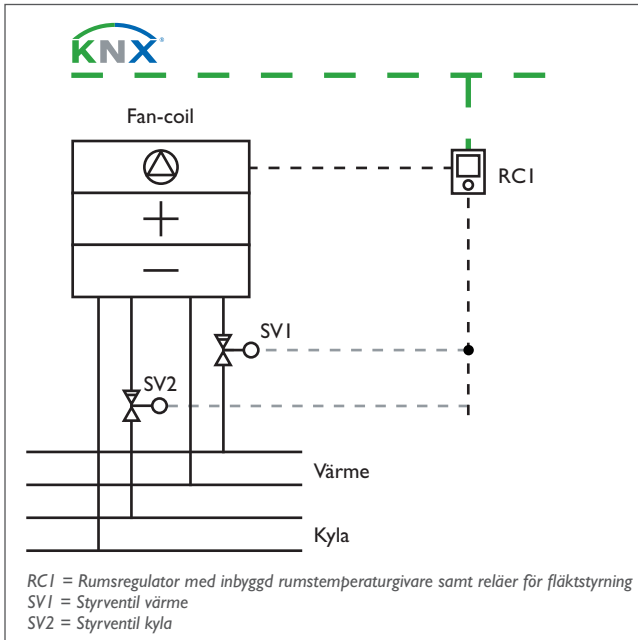 KNX
Fan-coil
RC1
SV1
SV2
Värme
Kyla
RC1 = Rumsregulator med inbyggd rumstemperaturgivare samt reläer för fläktstyrning
SV1 = Styrventil värme
SV2 = Styrventil kyla